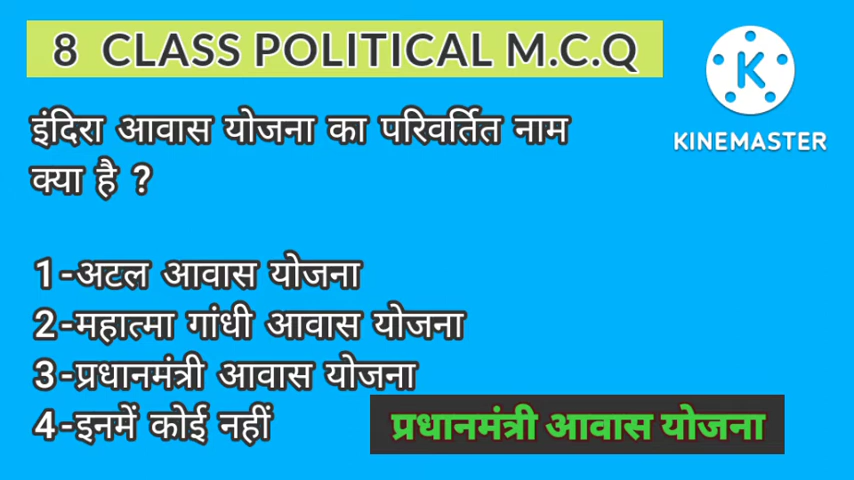 8 CLASS POLITICAL M.C.Q
K
KINEMASTER
इंदिरा आवास योजना का परिवर्तित नाम
क्या है ?
1-अटल आवास योजना
2-महात्मा गांधी आवास योजना
3-प्रधानमंत्री आवास योजना
4-इनमें कोई नहीं
प्रधानमंत्री आवास योजना